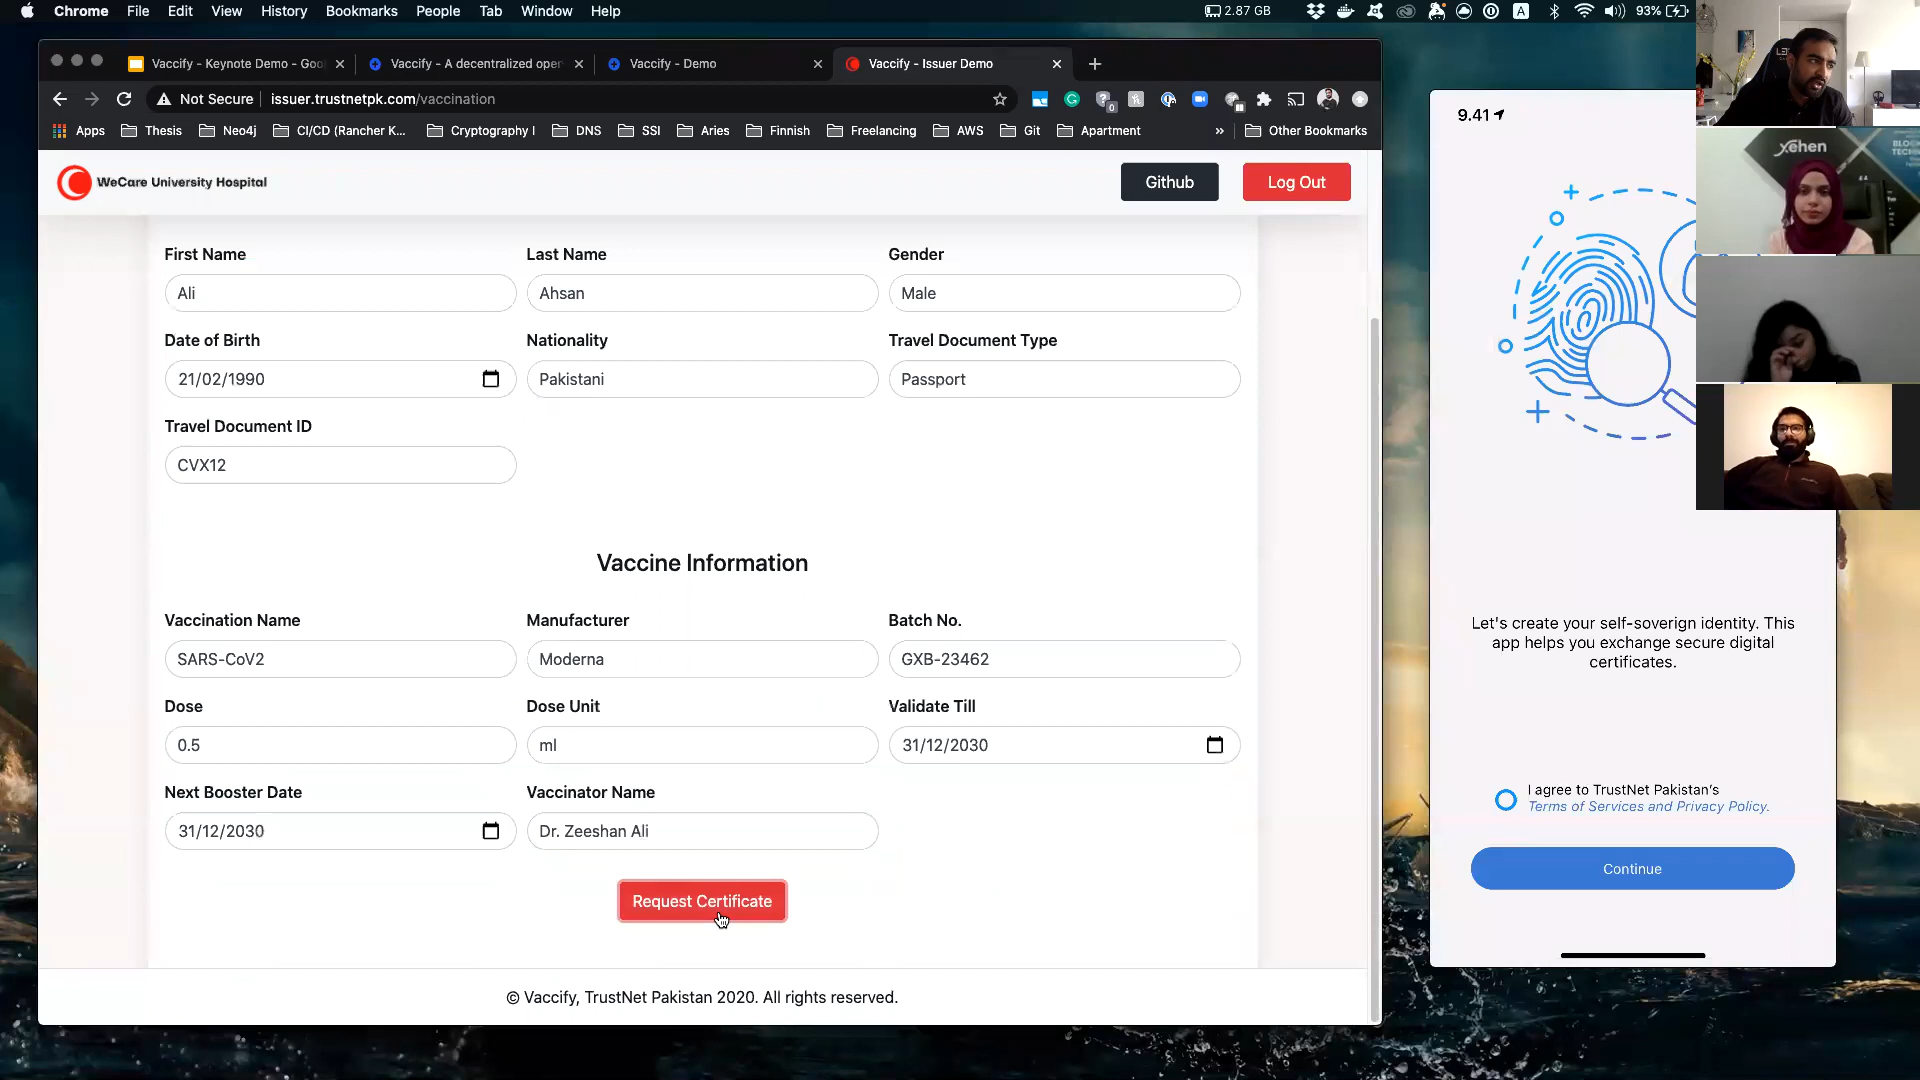 Chrome File Edit View History Bookmarks People Tab Window Help
2.87 GB
A
93%
Vaccify - Keynote Demo - Goo
Vaccify - A decentralized oper
Vaccify - Demo
Vaccify - Issuer Demo
Not Secure | issuer.trustnetpk.com/vaccination
Apps Thesis Neo4j CI/CD (Rancher K... Cryptography I DNS SSI Aries Finnish Freelancing AWS Git Apartment » Other Bookmarks
WeCare University Hospital
Github
Log Out
First Name Last Name Gender
Ali Ahsan Male
Date of Birth Nationality Travel Document Type
21/02/1990 Pakistani Passport
Travel Document ID
CVX12
Vaccine Information
Vaccination Name Manufacturer Batch No.
SARS-CoV2 Moderna GXB-23462
Dose Dose Unit Validate Till
0.5 ml 31/12/2030
Next Booster Date Vaccinator Name
31/12/2030 Dr. Zeeshan Ali
Request Certificate
© Vaccify, TrustNet Pakistan 2020. All rights reserved.
9.41
Let's create your self-soverign identity. This
app helps you exchange secure digital
certificates.
I agree to TrustNet Pakistan's
Terms of Services and Privacy Policy.
Continue
xehen